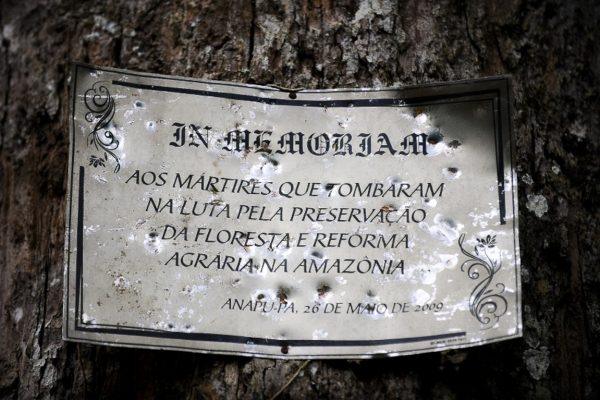 IN MEMORIAM
AOS MÁRTIRES QUE TOMBARAM
NA LUTA PELA PRESERVAÇÃO
DA FLORESTA E REFORMA
AGRÁRIA NA AMAZÔNIA
ANAPU-PA, 26 DE MAIO DE 2009